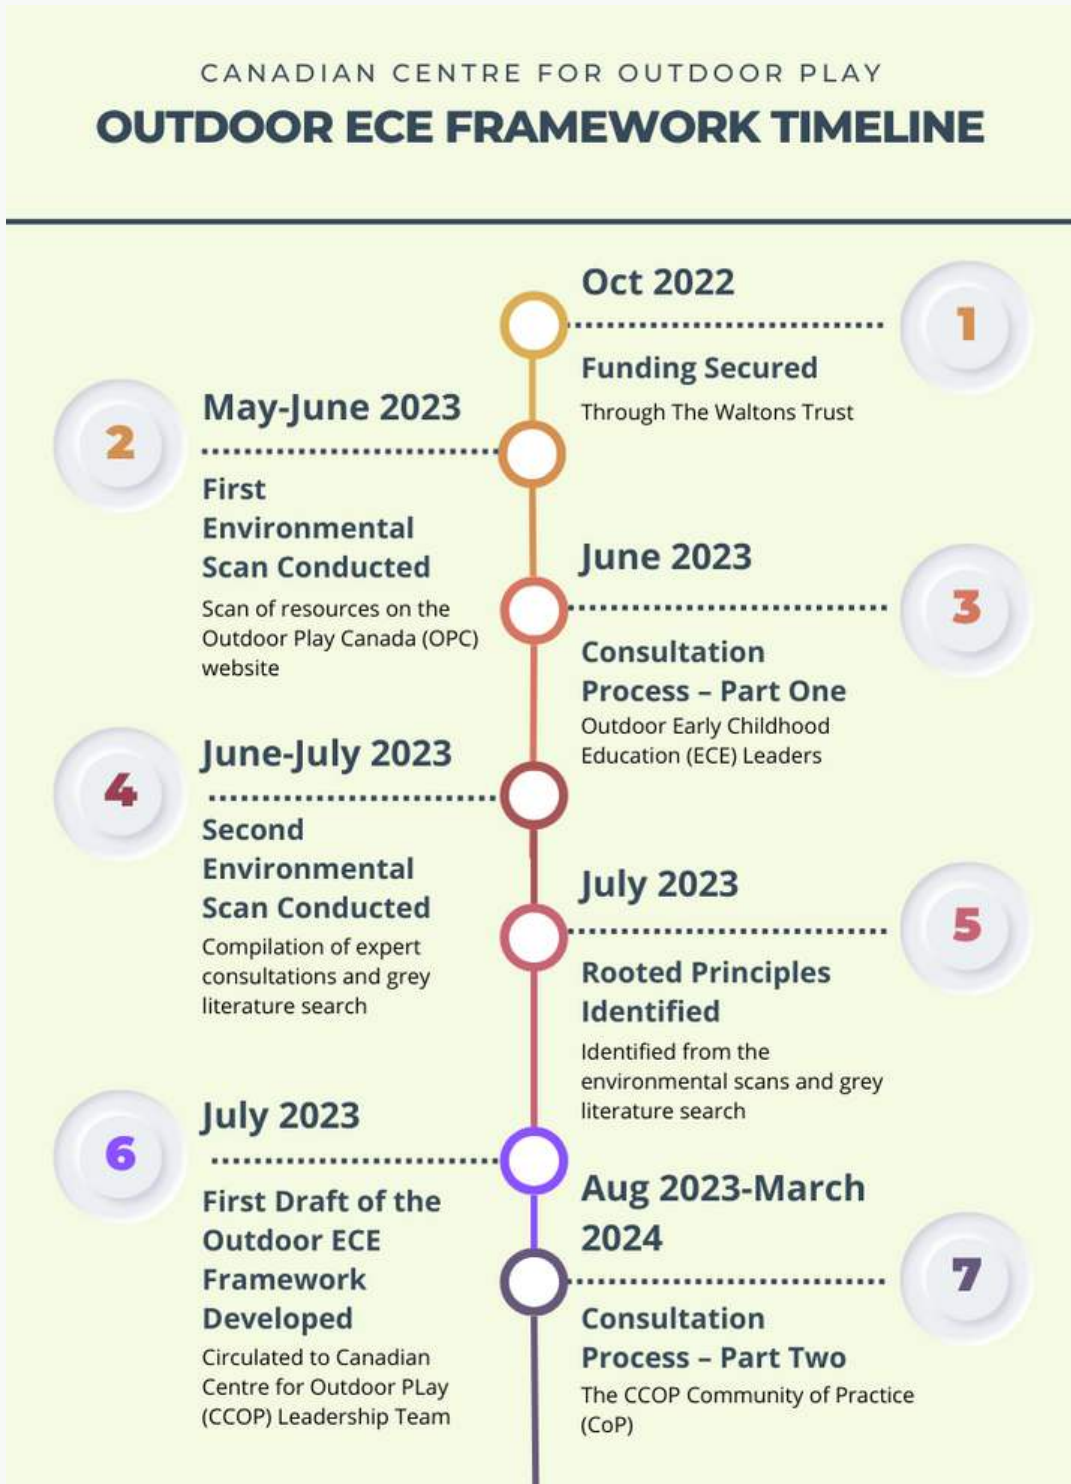 CANADIAN CENTRE FOR OUTDOOR PLAY
OUTDOOR ECE FRAMEWORK TIMELINE
Oct 2022
1
Funding Secured
Through The Waltons Trust
2
May-June 2023
First
Environmental
Scan Conducted
Scan of resources on the
Outdoor Play Canada (OPC)
website
June 2023
3
Consultation
Process – Part One
Outdoor Early Childhood
Education (ECE) Leaders
4
June-July 2023
Second
Environmental
Scan Conducted
Compilation of expert
consultations and grey
literature search
July 2023
5
Rooted Principles
Identified
Identified from the
environmental scans and grey
literature search
6
July 2023
First Draft of the
Outdoor ECE
Framework
Developed
Circulated to Canadian
Centre for Outdoor PLay
(CCOP) Leadership Team
Aug 2023-March
2024
7
Consultation
Process – Part Two
The CCOP Community of Practice
(CoP)